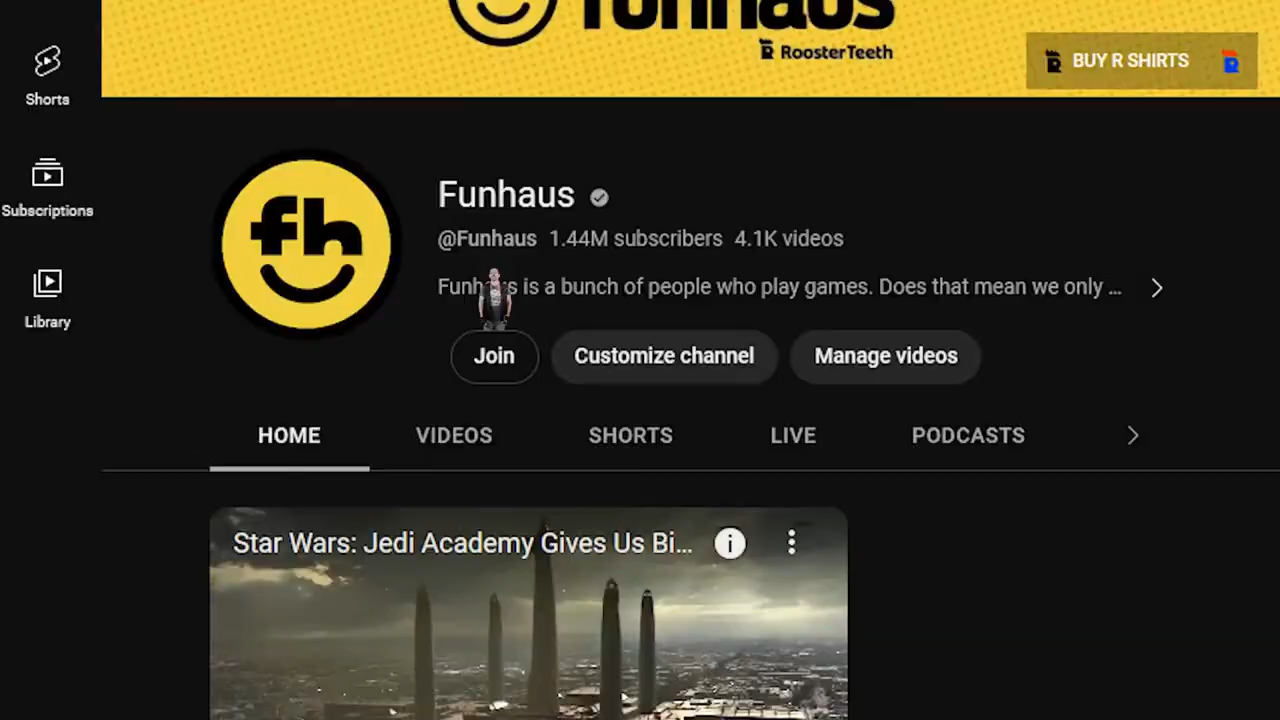 funhaus
RoosterTeeth
BUY R SHIRTS
Shorts
Subscriptions
Library
fh
Funhaus
@Funhaus 1.44M subscribers 4.1K videos
Funhaus is a bunch of people who play games. Does that mean we only ...
Join
Customize channel
Manage videos
HOME
VIDEOS
SHORTS
LIVE
PODCASTS
Star Wars: Jedi Academy Gives Us Bi...